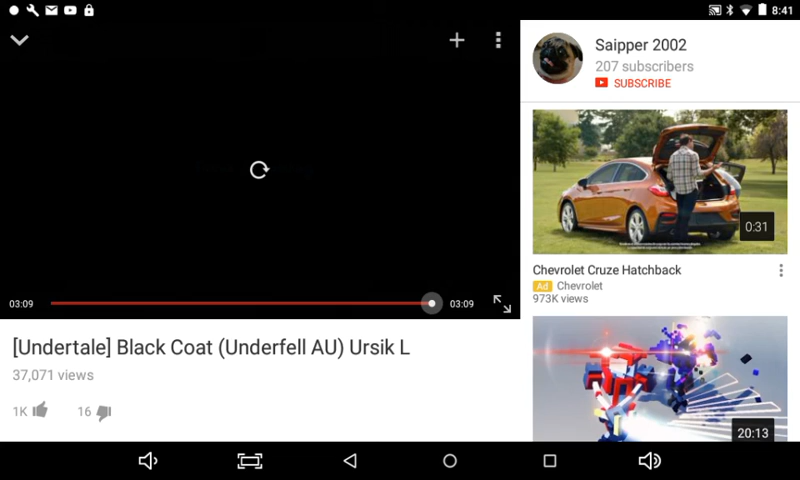 8:41
03:09
03:09
[Undertale] Black Coat (Underfell AU) Ursik L
37,071 views
1K
16
Saipper 2002
207 subscribers
SUBSCRIBE
0:31
Chevrolet Cruze Hatchback
Ad Chevrolet
973K views
20:13